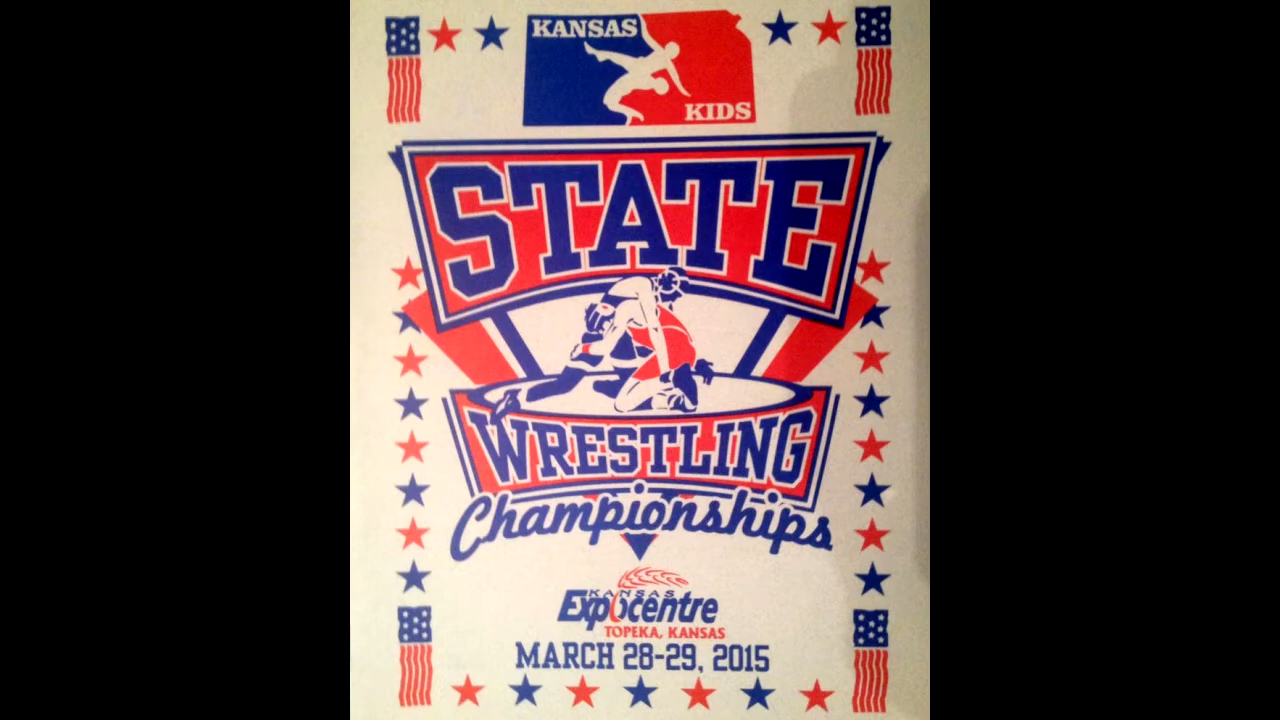 KANSAS
KIDS
STATE
WRESTLING
Championships
KANSAS
Expocentre
TOPEKA, KANSAS
MARCH 28-29, 2015